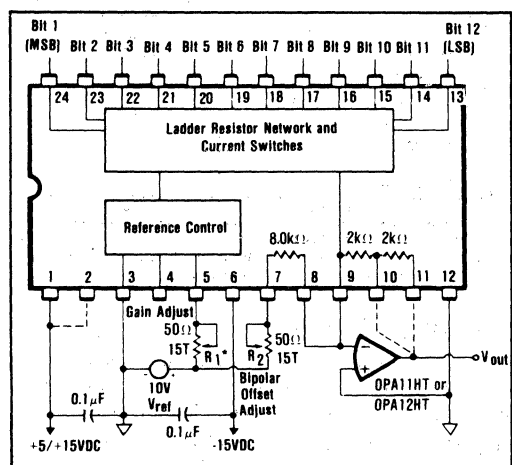 Bit 1
(MSB) Bit 2 Bit 3 Bit 4 Bit 5 Bit 6 Bit 7 Bit 8 Bit 9 Bit 10 Bit 11 Bit 12
(LSB)
24 23 22 21 20 19 18 17 16 15 14 13
Ladder Resistor Network and
Current Switches
Reference Control
8.0kΩ 2kΩ 2kΩ
1 2 3 4 5 6 7 8 9 10 11 12
Gain Adjust
50Ω
15T
R1*
R2
50Ω
15T
10V
Vref
Bipolar
Offset
Adjust
0.1μF
0.1μF
+5/+15VDC
-15VDC
- +
OPA11HT or
OPA12HT
Vout